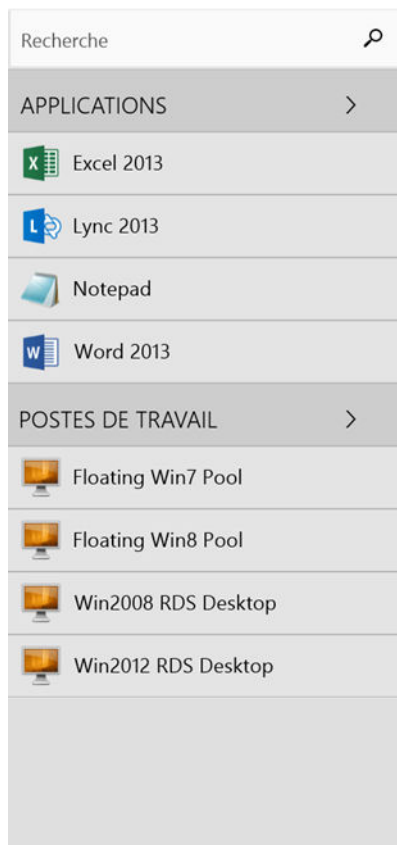 Recherche
APPLICATIONS
Excel 2013
Lync 2013
Notepad
Word 2013
POSTES DE TRAVAIL
Floating Win7 Pool
Floating Win8 Pool
Win2008 RDS Desktop
Win2012 RDS Desktop